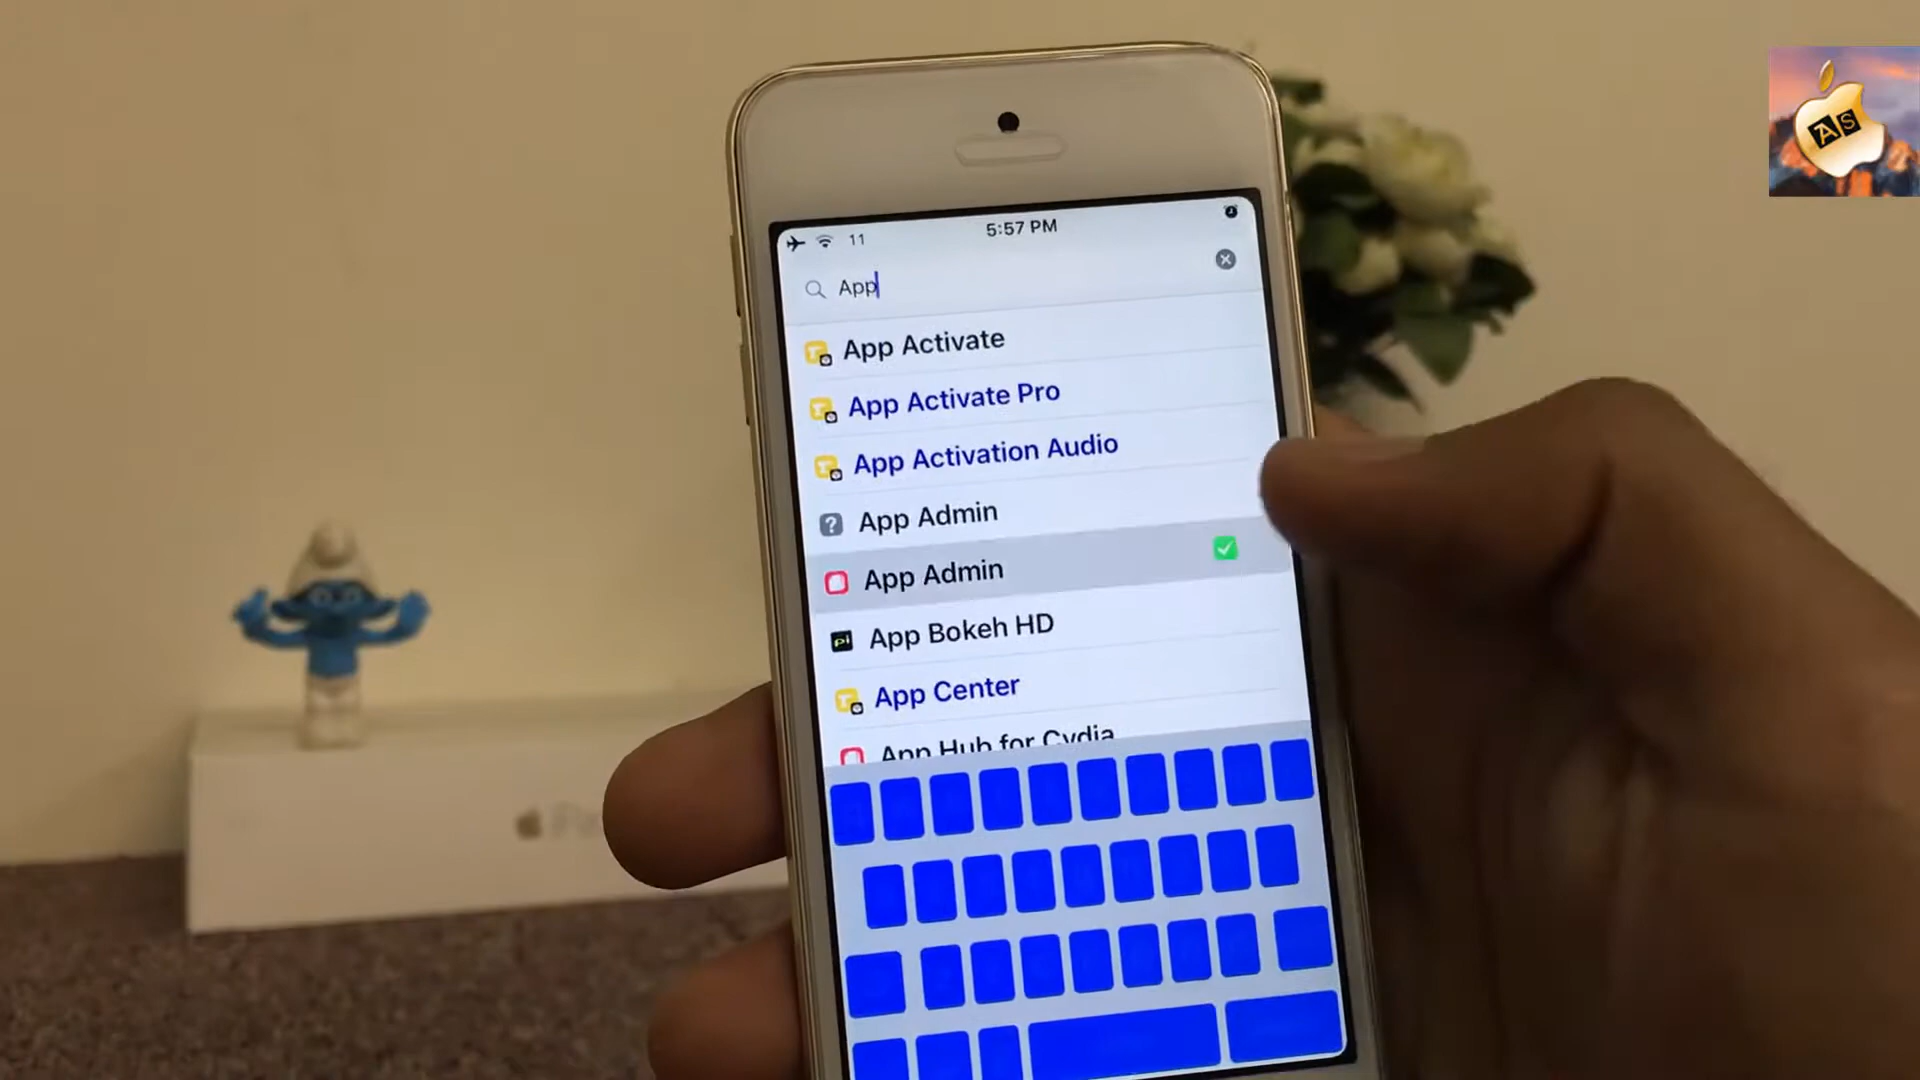 AS
11
5:57 PM
App
App Activate
App Activate Pro
App Activation Audio
? App Admin
App Admin
pi App Bokeh HD
App Center
App Hub for Cydia